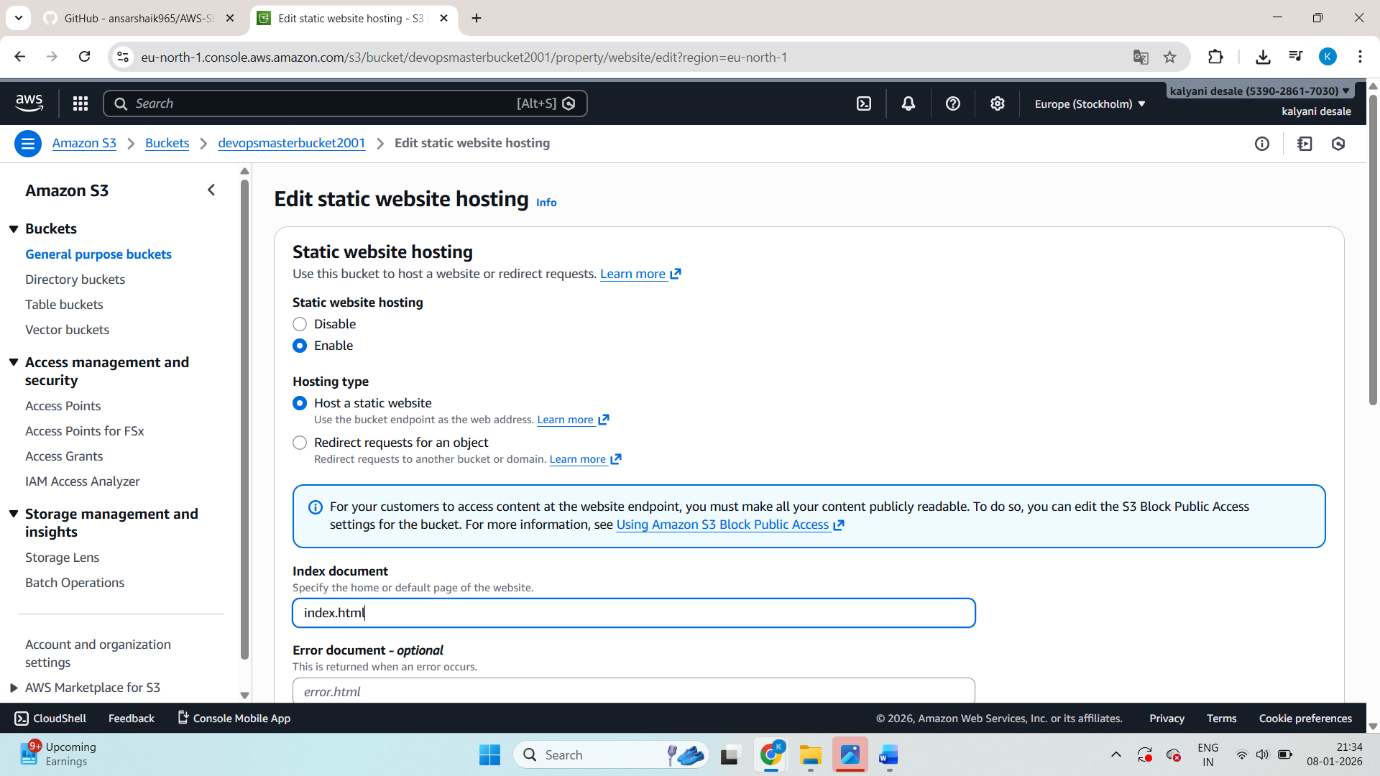 GitHub - ansarshaik965/AWS-S
Edit static website hosting - S3
eu-north-1.console.aws.amazon.com/s3/bucket/devopsmasterbucket2001/property/website/edit?region=eu-north-1
K
aws
Search
[Alt+S]
Europe (Stockholm)
kalyani desale (5390-2861-7030)
kalyani desale
Amazon S3
Buckets
devopsmasterbucket2001
Edit static website hosting
Amazon S3
Buckets
General purpose buckets
Directory buckets
Table buckets
Vector buckets
Access management and
security
Access Points
Access Points for FSx
Access Grants
IAM Access Analyzer
Storage management and
insights
Storage Lens
Batch Operations
Account and organization
settings
AWS Marketplace for S3
Edit static website hosting
Info
Static website hosting
Use this bucket to host a website or redirect requests. Learn more
Static website hosting
Disable
Enable
Hosting type
Host a static website
Use the bucket endpoint as the web address. Learn more
Redirect requests for an object
Redirect requests to another bucket or domain. Learn more
For your customers to access content at the website endpoint, you must make all your content publicly readable. To do so, you can edit the S3 Block Public Access
settings for the bucket. For more information, see Using Amazon S3 Block Public Access
Index document
Specify the home or default page of the website.
index.html
Error document - optional
This is returned when an error occurs.
error.html
CloudShell
Feedback
Console Mobile App
© 2026, Amazon Web Services, Inc. or its affiliates.
Privacy
Terms
Cookie preferences
9+
Upcoming
Earnings
Search
K
ENG
IN
21:34
08-01-2026